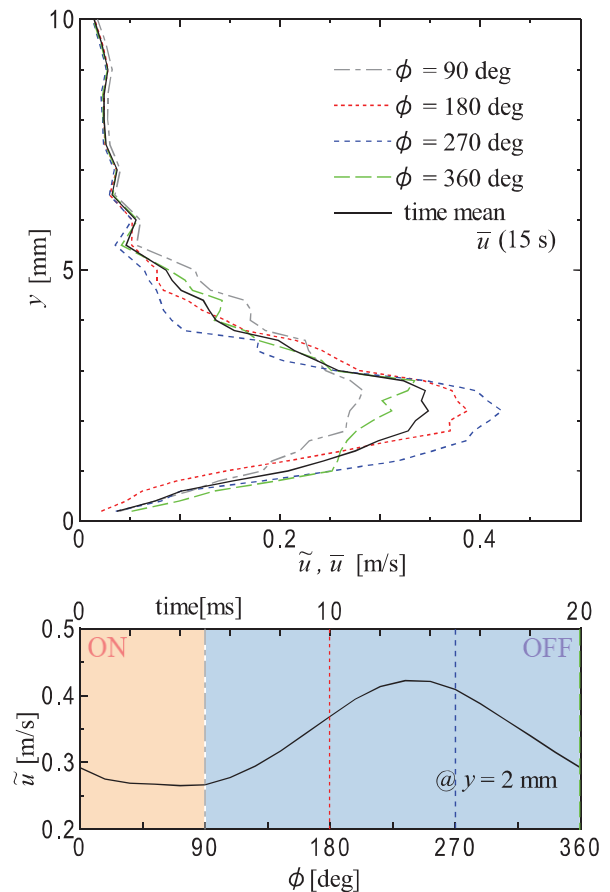 10
ϕ = 90 deg
ϕ = 180 deg
ϕ = 270 deg
ϕ = 360 deg
time mean
u̅ (15 s)
5
y [mm]
0
0 0.2 0.4
ũ , u̅ [m/s]
0 time[ms] 10 20
0.5
ON OFF
0.4
ũ [m/s]
0.3
@ y = 2 mm
0.2
0 90 180 270 360
ϕ [deg]